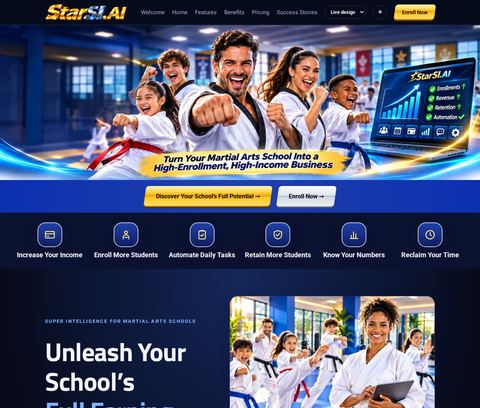 StarSI.AI
Welcome Home Features Benefits Pricing Success Stories Live design Enroll Now
StarSI.AI
Enrollments
Revenue
Retention
Automation
Turn Your Martial Arts School Into a
High-Enrollment, High-Income Business
Discover Your School's Full Potential → Enroll Now →
Increase Your Income Enroll More Students Automate Daily Tasks Retain More Students Know Your Numbers Reclaim Your Time
SUPER INTELLIGENCE FOR MARTIAL ARTS SCHOOLS
Unleash Your
School's
Full Earning